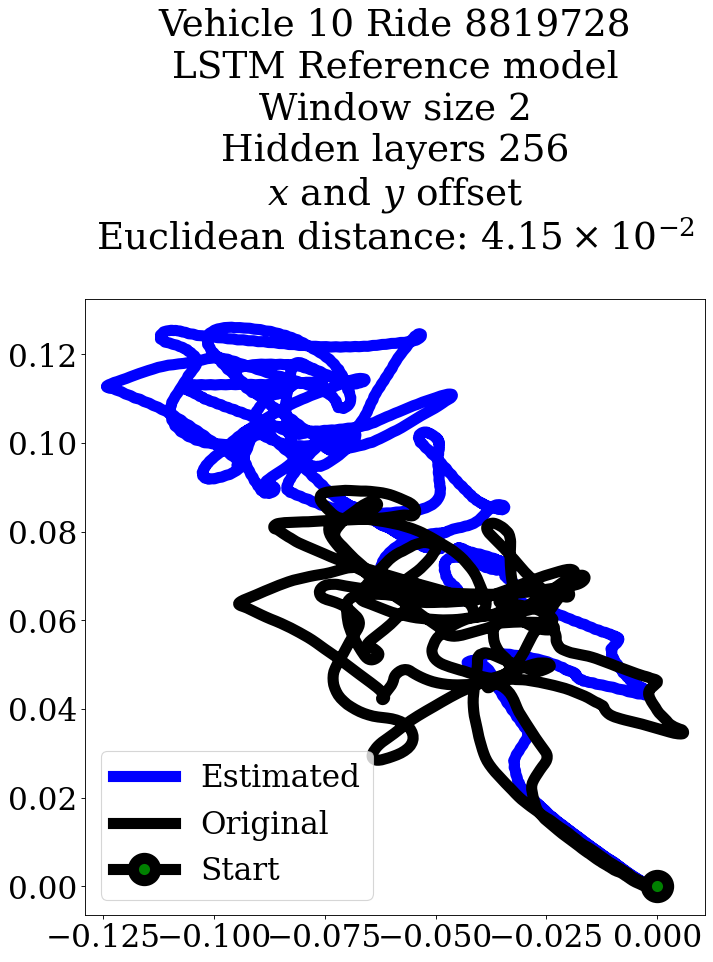 Vehicle 10 Ride 8819728
LSTM Reference model
Window size 2
Hidden layers 256
x and y offset
Euclidean distance: 4.15 × 10⁻²
0.12
0.10
0.08
0.06
0.04
0.02
0.00
Estimated
Original
Start
−0.125 −0.100 −0.075 −0.050 −0.025 0.000